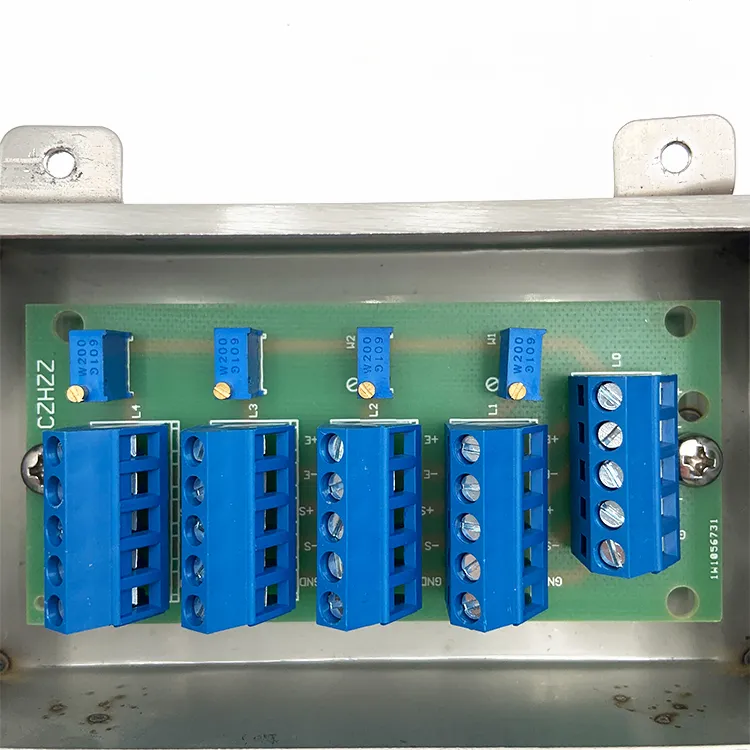 W200
601G
W200
601G
W2
W200
601G
W1
W200
601G
CZHZZ
L4
L3
L2
L1
L0
E+
E-
S+
S-
GND
E+
E-
S+
S-
GND
E+
E-
S+
S-
GN
G
1W1056731